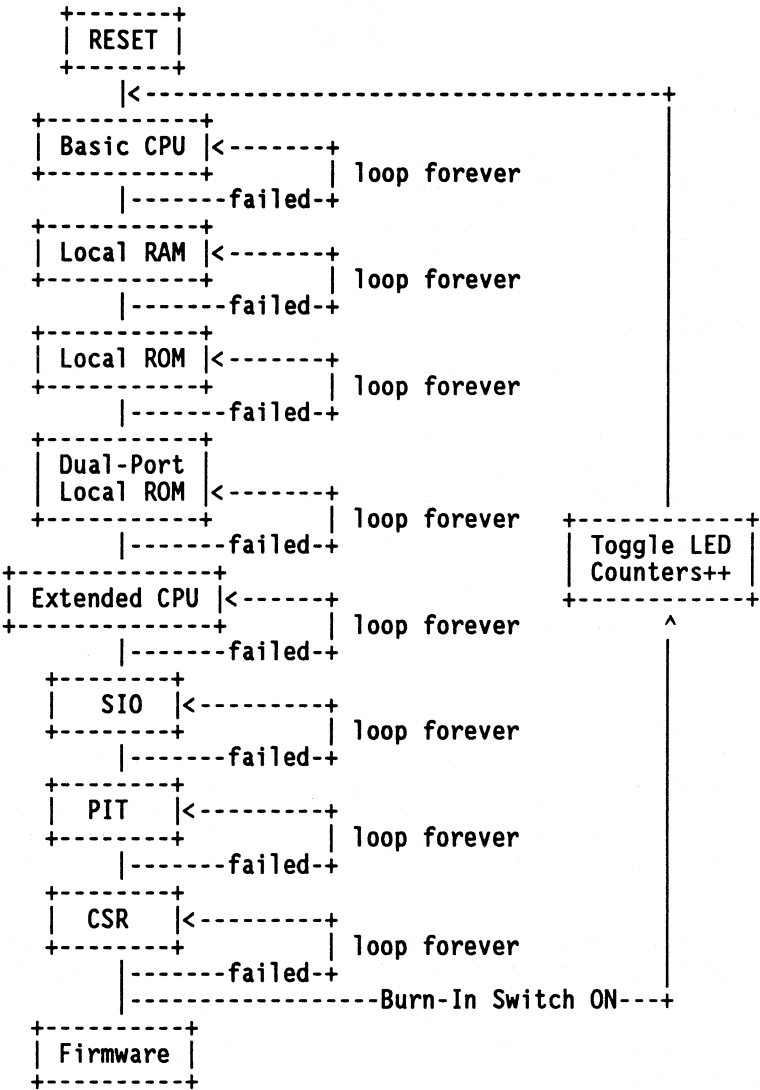 RESET
Basic CPU
loop forever
failed
Local RAM
loop forever
failed
Local ROM
loop forever
failed
Dual-Port
Local ROM
loop forever
failed
Toggle LED
Counters++
Extended CPU
loop forever
failed
SIO
loop forever
failed
PIT
loop forever
failed
CSR
loop forever
failed
Burn-In Switch ON
Firmware